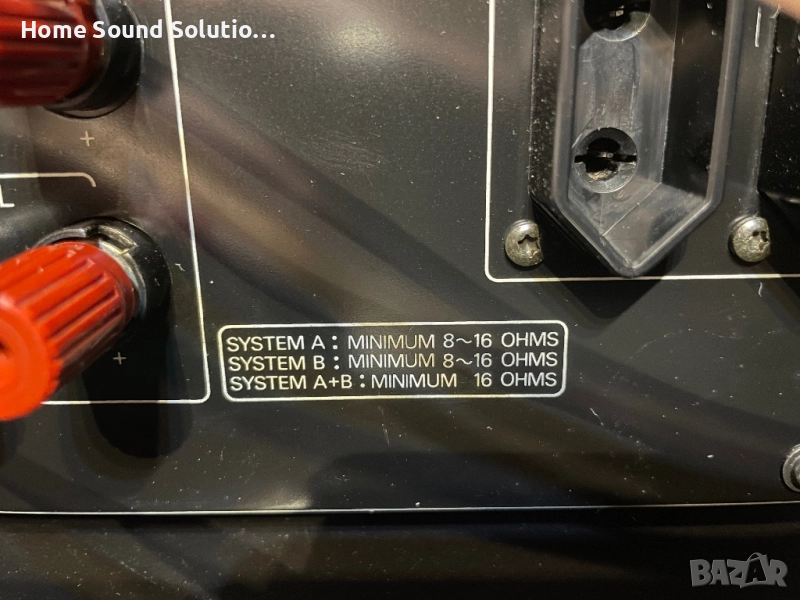 Home Sound Solutio...
+
+
SYSTEM A: MINIMUM 8~16 OHMS
SYSTEM B: MINIMUM 8~16 OHMS
SYSTEM A+B: MINIMUM 16 OHMS
BAZAR